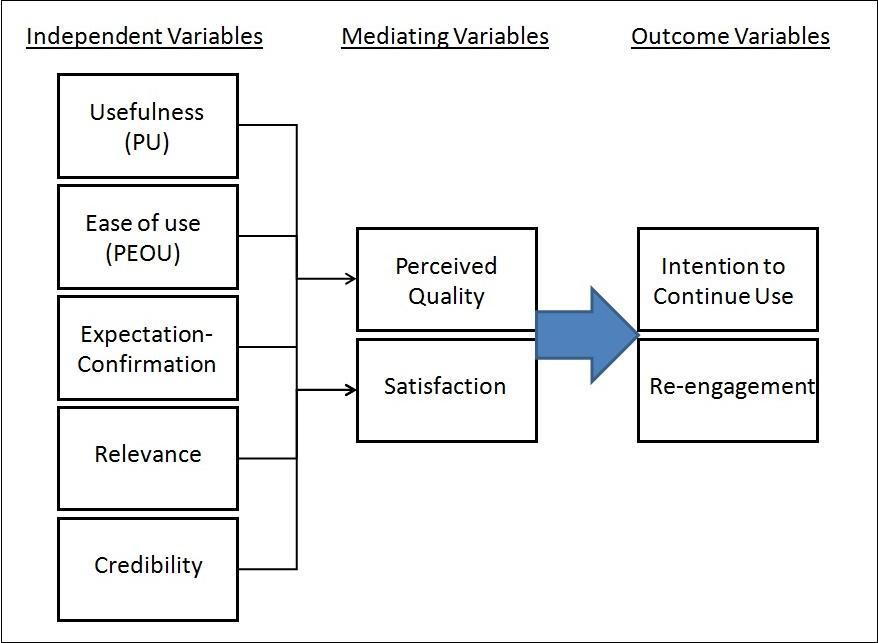 Independent Variables
Mediating Variables
Outcome Variables
Usefulness
(PU)
Ease of use
(PEOU)
Expectation-
Confirmation
Relevance
Credibility
Perceived
Quality
Satisfaction
Intention to
Continue Use
Re-engagement